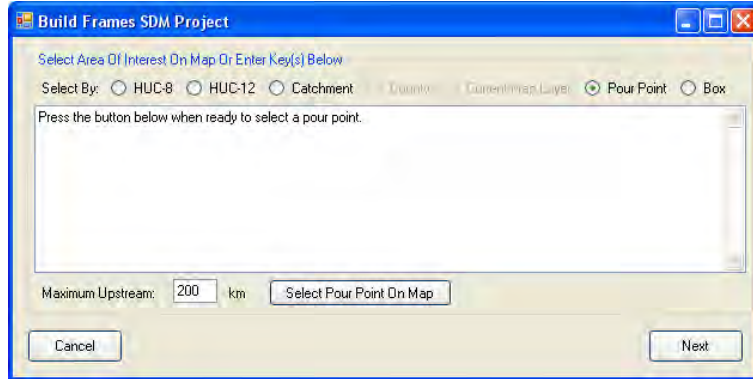 Build Frames SDM Project
Select Area Of Interest On Map Or Enter Key(s) Below
Select By: HUC-8 HUC-12 Catchment County Current Map Layer Pour Point Box
Press the button below when ready to select a pour point.
Maximum Upstream: 200 km Select Pour Point On Map
Cancel Next